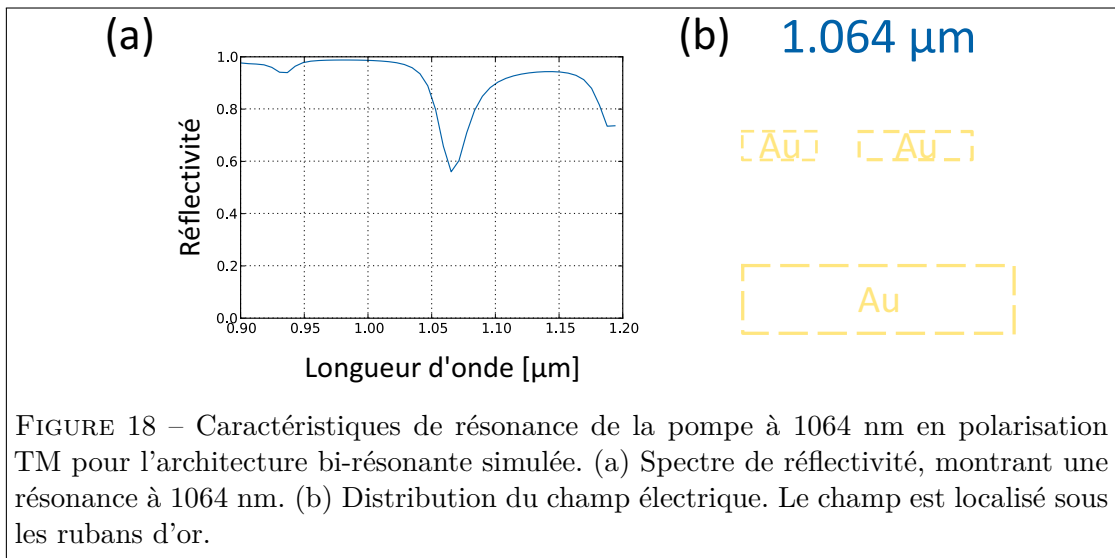 (a)
Réflectivité
1.0
0.8
0.6
0.4
0.2
0.0
0.90 0.95 1.00 1.05 1.10 1.15 1.20
Longueur d'onde [µm]
(b) 1.064 µm
Au Au
Au
FIGURE 18 – Caractéristiques de résonance de la pompe à 1064 nm en polarisation
TM pour l'architecture bi-résonante simulée. (a) Spectre de réflectivité, montrant une
résonance à 1064 nm. (b) Distribution du champ électrique. Le champ est localisé sous
les rubans d'or.